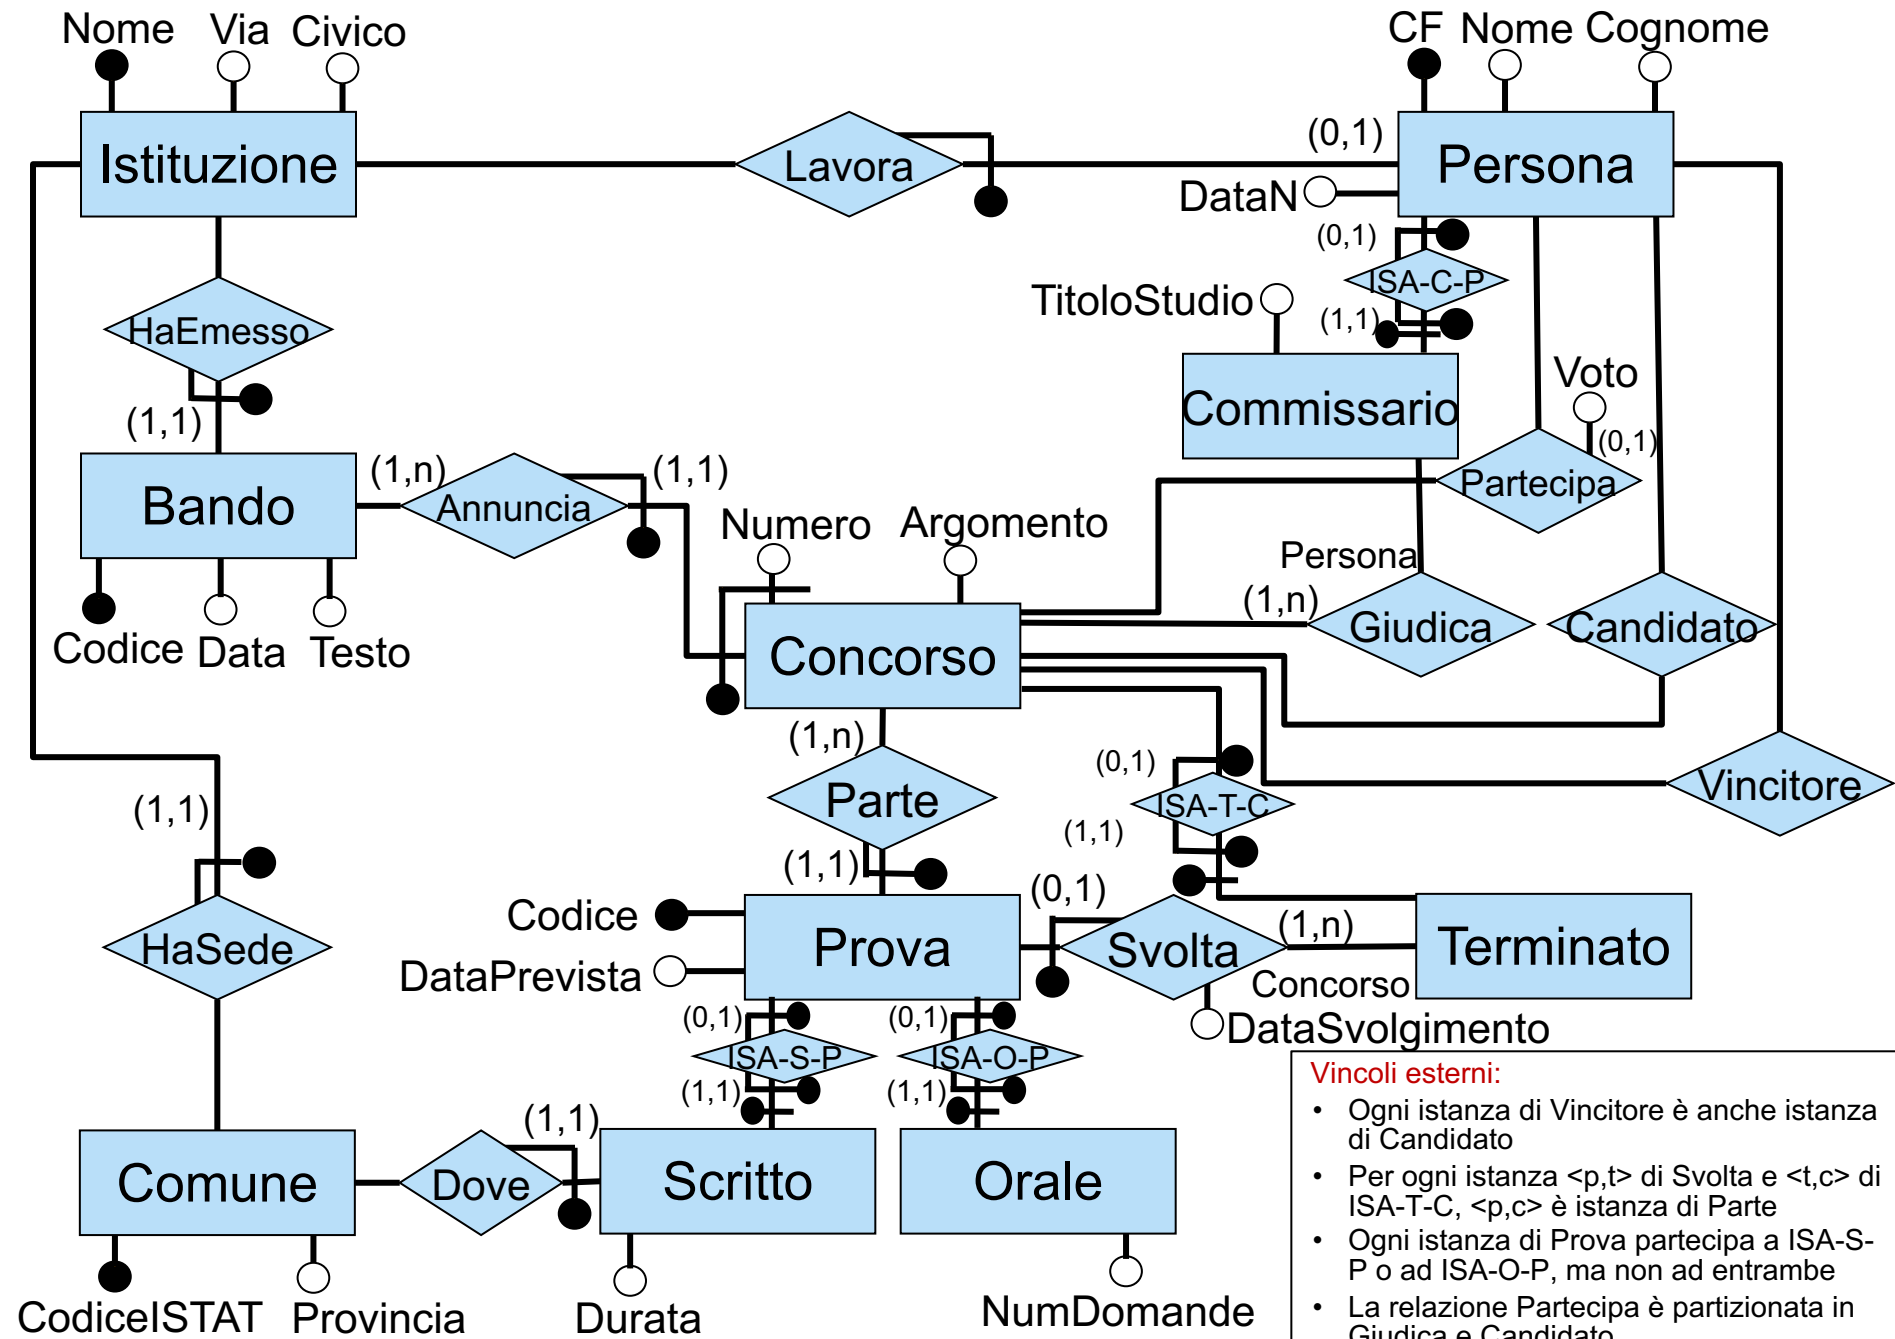 Nome Via Civico
CF Nome Cognome
Istituzione
Lavora
(0,1)
Persona
DataN
(0,1)
ISA-C-P
TitoloStudio
(1,1)
HaEmesso
Commissario
Voto
(0,1)
(1,1)
Bando
(1,n)
Annuncia
(1,1)
Partecipa
Numero
Argomento
Persona
(1,n)
Giudica
Candidato
Codice Data Testo
Concorso
(1,n)
Parte
(0,1)
ISA-T-C
Vincitore
(1,1)
(1,1)
(1,1)
(0,1)
Codice
Prova
Svolta
(1,n)
Terminato
HaSede
DataPrevista
Concorso
(0,1)
(0,1)
DataSvolgimento
ISA-S-P
ISA-O-P
(1,1)
(1,1)
(1,1)
Comune
Dove
Scritto
Orale
CodiceISTAT Provincia
Durata
NumDomande
Vincoli esterni:
• Ogni istanza di Vincitore è anche istanza
di Candidato
• Per ogni istanza <p,t> di Svolta e <t,c> di
ISA-T-C, <p,c> è istanza di Parte
• Ogni istanza di Prova partecipa a ISA-S-
P o ad ISA-O-P, ma non ad entrambe
• La relazione Partecipa è partizionata in
Giudica e Candidato